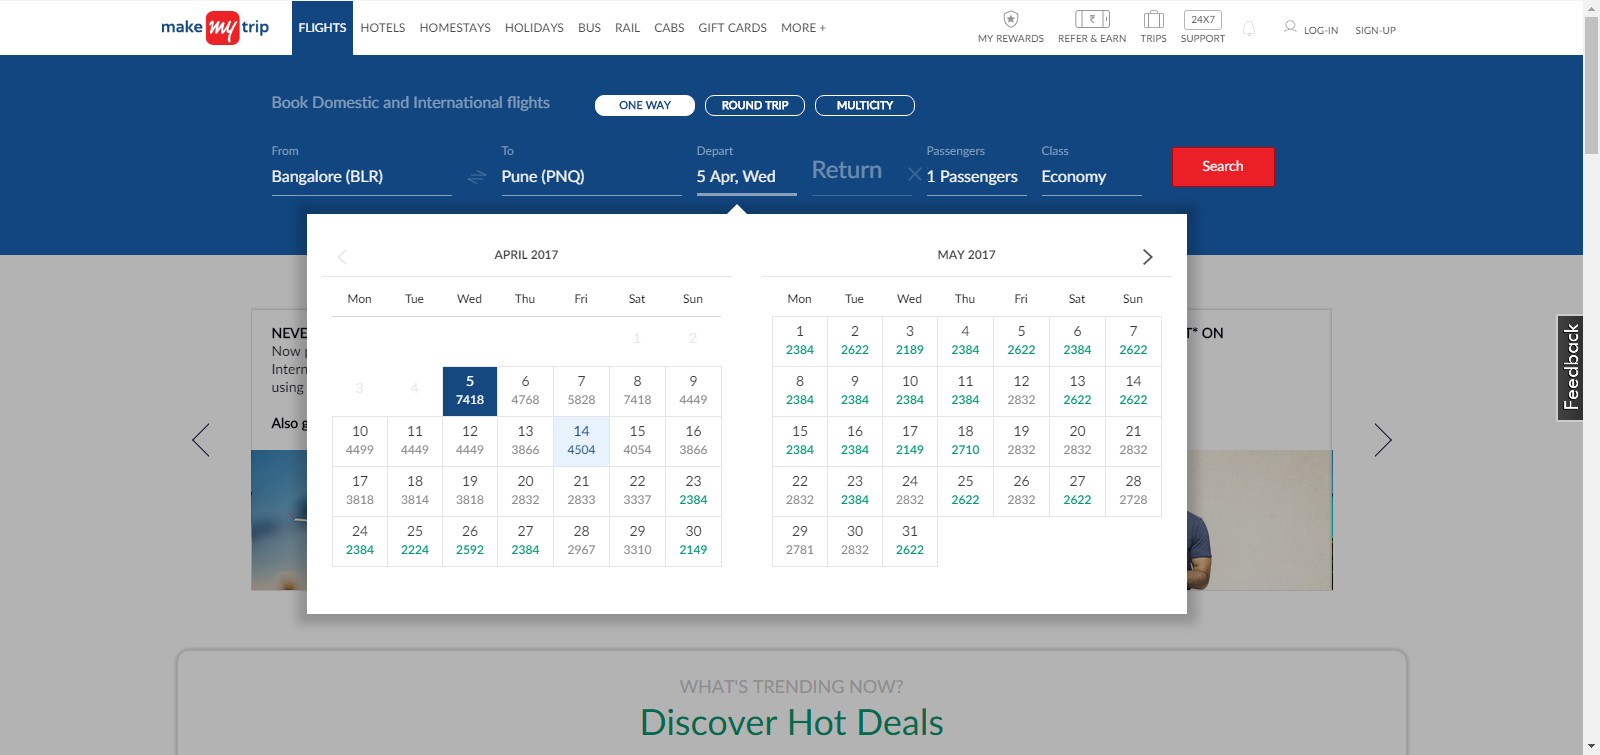 make my trip FLIGHTS HOTELS HOMESTAYS HOLIDAYS BUS RAIL CABS GIFT CARDS MORE + MY REWARDS REFER & EARN TRIPS 24X7 SUPPORT LOG-IN SIGN-UP
Book Domestic and International flights ONE WAY ROUND TRIP MULTICITY
From To Depart Passengers Class
Bangalore (BLR) Pune (PNQ) 5 Apr, Wed Return 1 Passengers Economy Search
APRIL 2017 MAY 2017
Mon Tue Wed Thu Fri Sat Sun Mon Tue Wed Thu Fri Sat Sun
1 2 1 2 3 4 5 6 7
2384 2622 2189 2384 2622 2384 2622
3 4 5 6 7 8 9 8 9 10 11 12 13 14
7418 4768 5828 7418 4449 2384 2384 2384 2384 2832 2622 2622
10 11 12 13 14 15 16 15 16 17 18 19 20 21
4499 4449 4449 3866 4504 4054 3866 2384 2384 2149 2710 2832 2832 2832
17 18 19 20 21 22 23 22 23 24 25 26 27 28
3818 3814 3818 2832 2833 3337 2384 2832 2384 2832 2622 2832 2622 2728
24 25 26 27 28 29 30 29 30 31
2384 2224 2592 2384 2967 3310 2149 2781 2832 2622
NEVE
Now
Intern
using
Also g
T* ON
Feedback
WHAT'S TRENDING NOW?
Discover Hot Deals